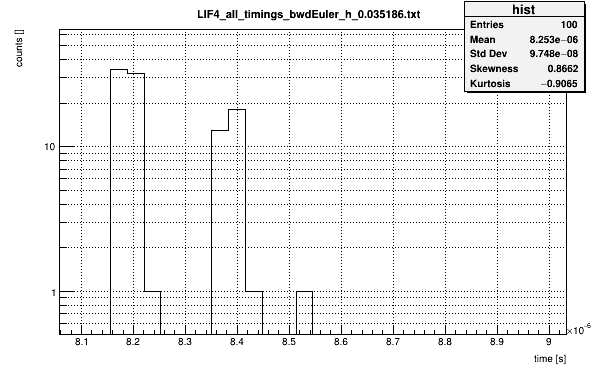 LIF4_all_timings_bwdEuler_h_0.035186.txt
hist
Entries 100
Mean 8.253e−06
Std Dev 9.748e−08
Skewness 0.8662
Kurtosis −0.9065
counts []
10
1
8.1 8.2 8.3 8.4 8.5 8.6 8.7 8.8 8.9 9
×10⁻⁶
time [s]